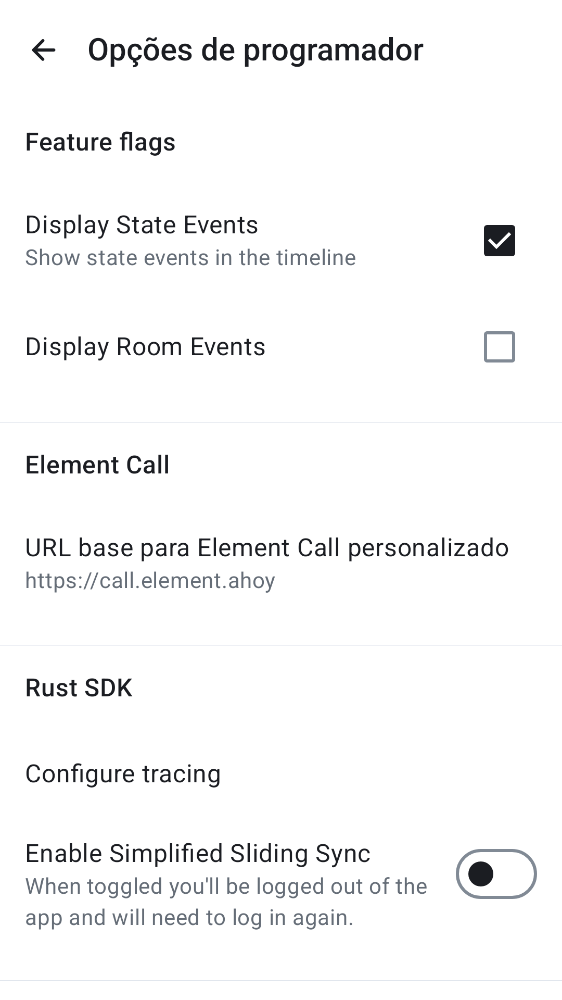 Opções de programador
Feature flags
Display State Events
Show state events in the timeline
Display Room Events
Element Call
URL base para Element Call personalizado
https://call.element.ahoy
Rust SDK
Configure tracing
Enable Simplified Sliding Sync
When toggled you'll be logged out of the
app and will need to log in again.